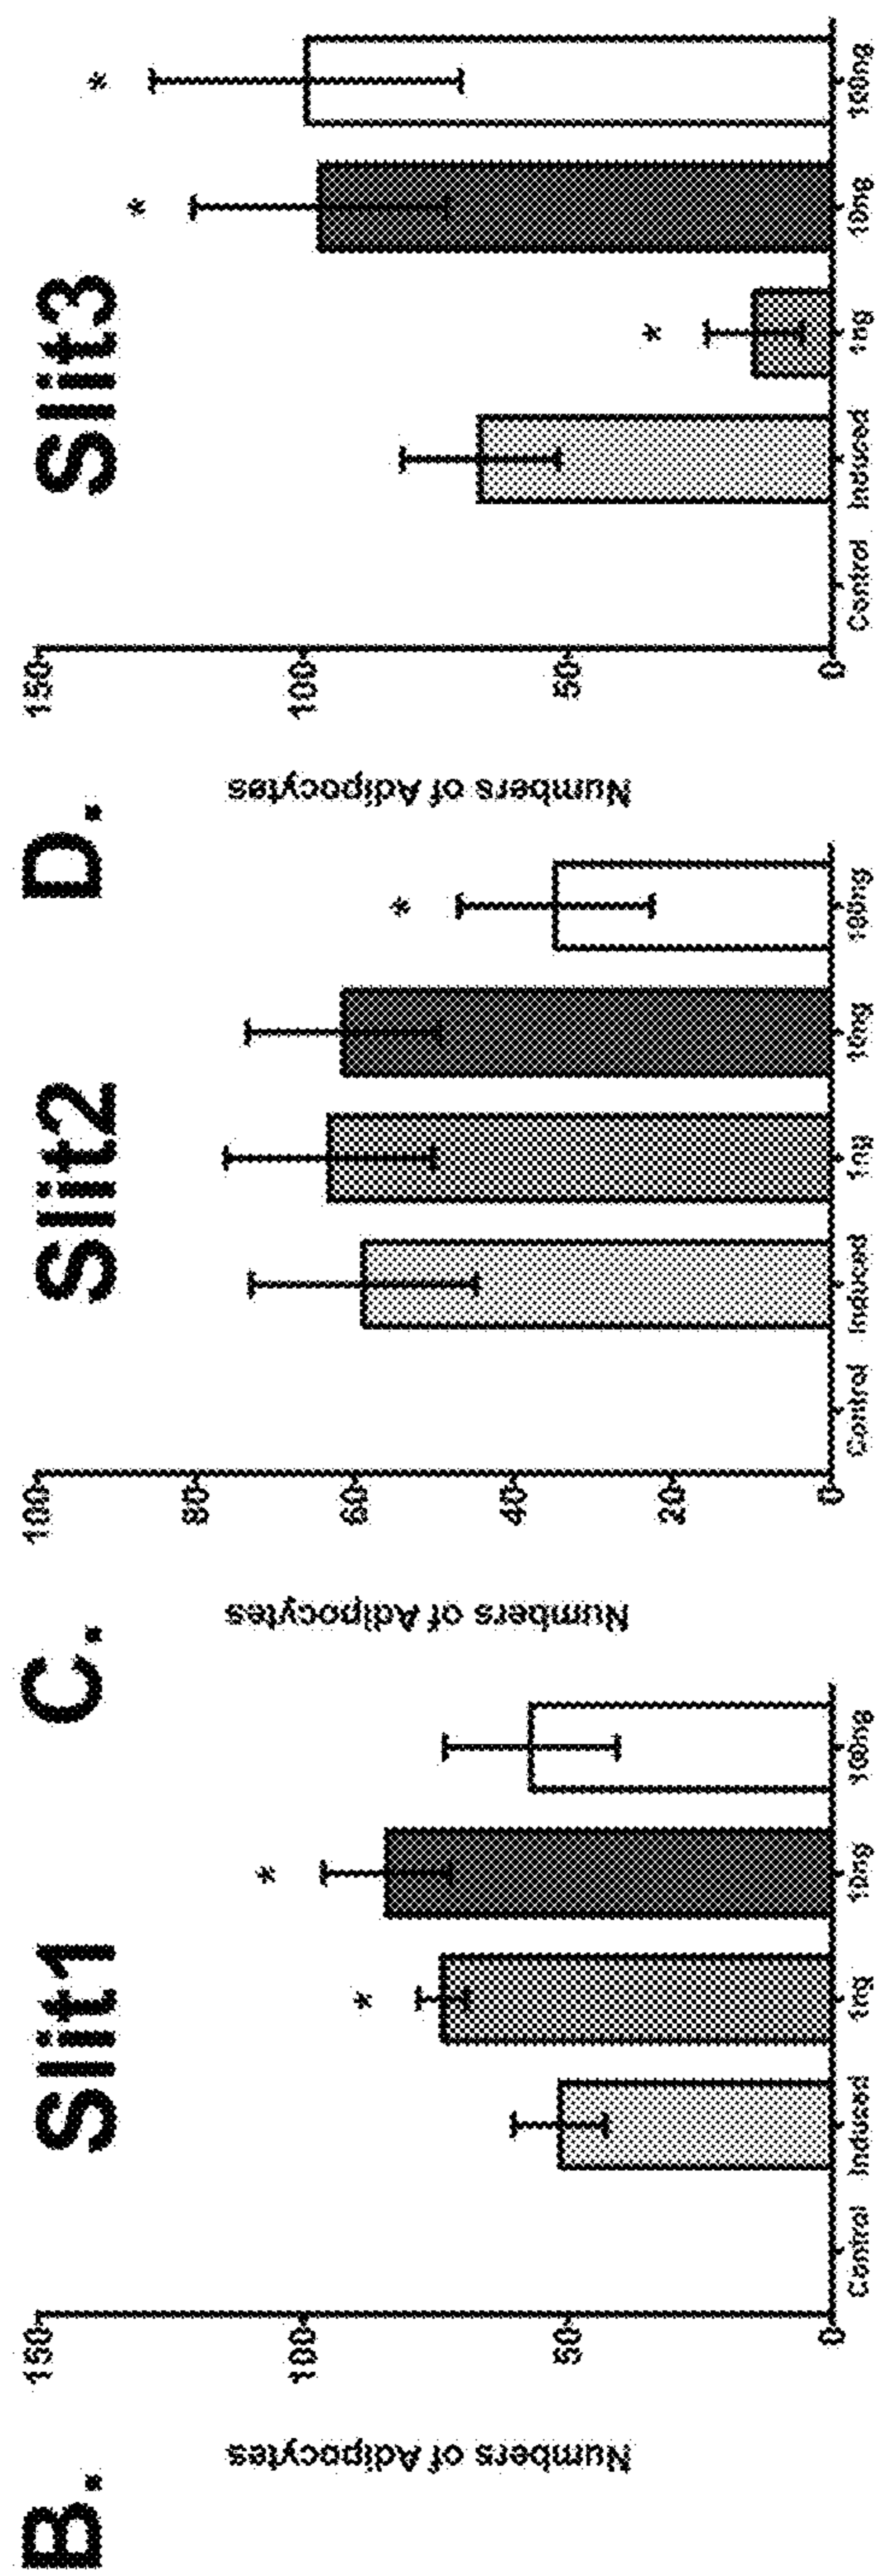 B.
Slit1
Numbers of Adipocytes
150
100
50
0
Control Induced 1ng 10ng 100ng
*
*
C.
Slit2
Numbers of Adipocytes
100
80
60
40
20
0
Control Induced 1ng 10ng 100ng
*
D.
Slit3
Numbers of Adipocytes
150
100
50
0
Control Induced 1ng 10ng 100ng
*
*
*